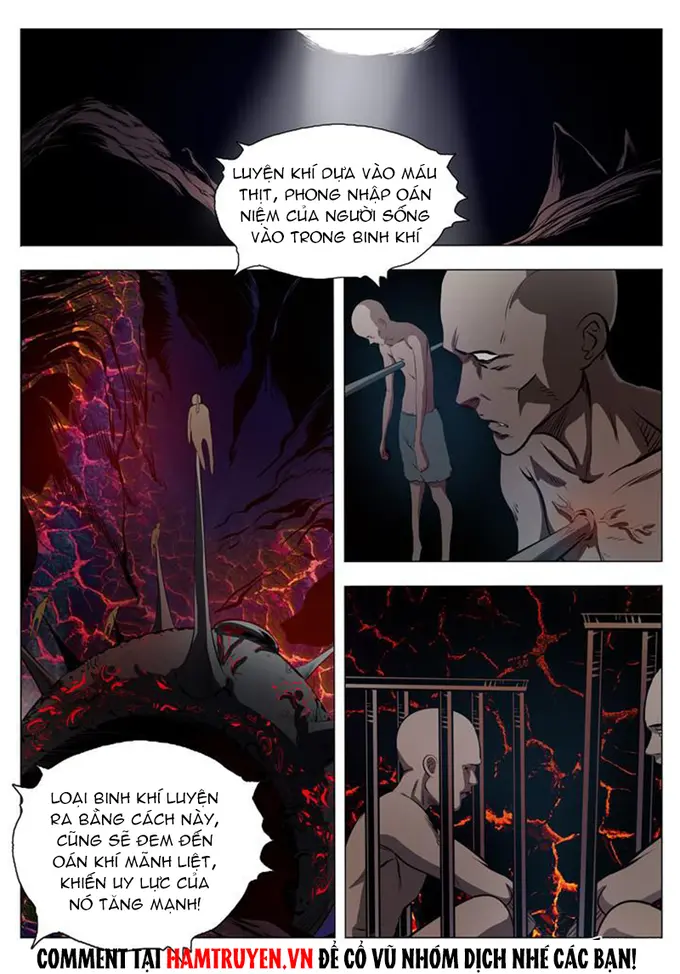 LUYỆN KHÍ DỰA VÀO MÁU
THỊT, PHONG NHẬP OÁN
NIỆM CỦA NGƯỜI SỐNG
VÀO TRONG BINH KHÍ
LOẠI BINH KHÍ LUYỆN
RA BẰNG CÁCH NÀY,
CŨNG SẼ ĐEM ĐẾN
OÁN KHÍ MÃNH LIỆT,
KHIẾN UY LỰC CỦA
NÓ TĂNG MẠNH!
COMMENT TẠI HAMTRUYEN.VN ĐỂ CỔ VŨ NHÓM DỊCH NHÉ CÁC BẠN!